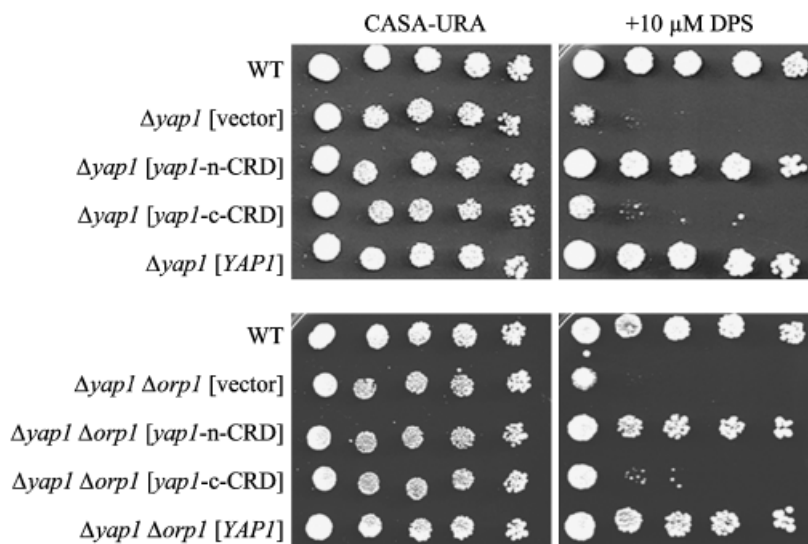 CASA-URA +10 μM DPS
WT
Δyap1 [vector]
Δyap1 [yap1-n-CRD]
Δyap1 [yap1-c-CRD]
Δyap1 [YAP1]
WT
Δyap1 Δorp1 [vector]
Δyap1 Δorp1 [yap1-n-CRD]
Δyap1 Δorp1 [yap1-c-CRD]
Δyap1 Δorp1 [YAP1]